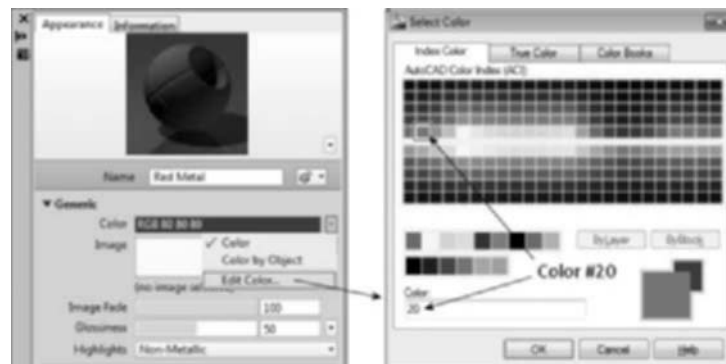 Appearance Information
Name Red Metal
Generic
Color RGB 80 80 80
Image
Color
Color by Object
Edit Color...
(no image
Image Fade 100
Glossiness 50
Highlights Non-Metallic
Select Color
Index Color True Color Color Books
AutoCAD Color Index (ACI):
ByLayer ByBlock
Color #20
Color:
20
OK Cancel Help